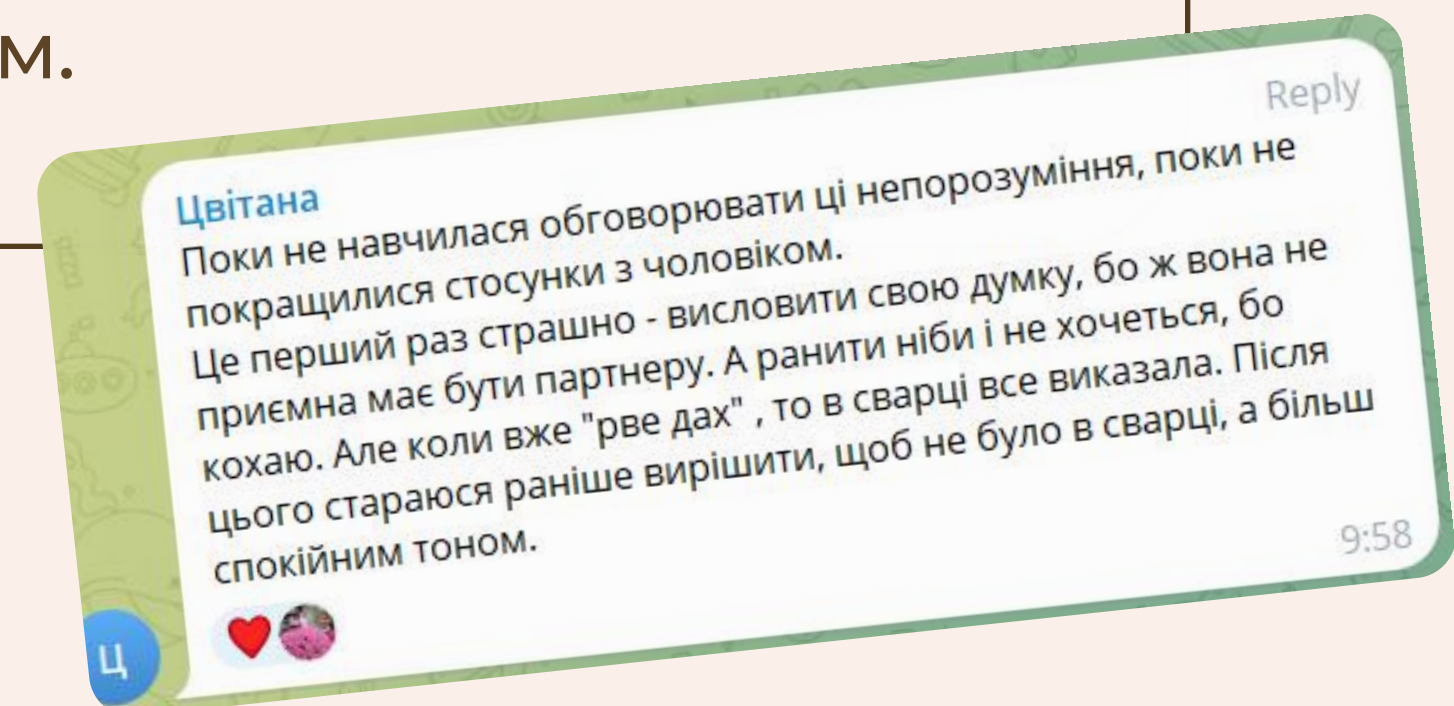 м.
Reply
Цвітана
Поки не навчилася обговорювати ці непорозуміння, поки не
покращилися стосунки з чоловіком.
Це перший раз страшно - висловити свою думку, бо ж вона не
приємна має бути партнеру. А ранити ніби і не хочеться, бо
кохаю. Але коли вже "рве дах" , то в сварці все виказала. Після
цього стараюся раніше вирішити, щоб не було в сварці, а більш
спокійним тоном.
9:58
Ц